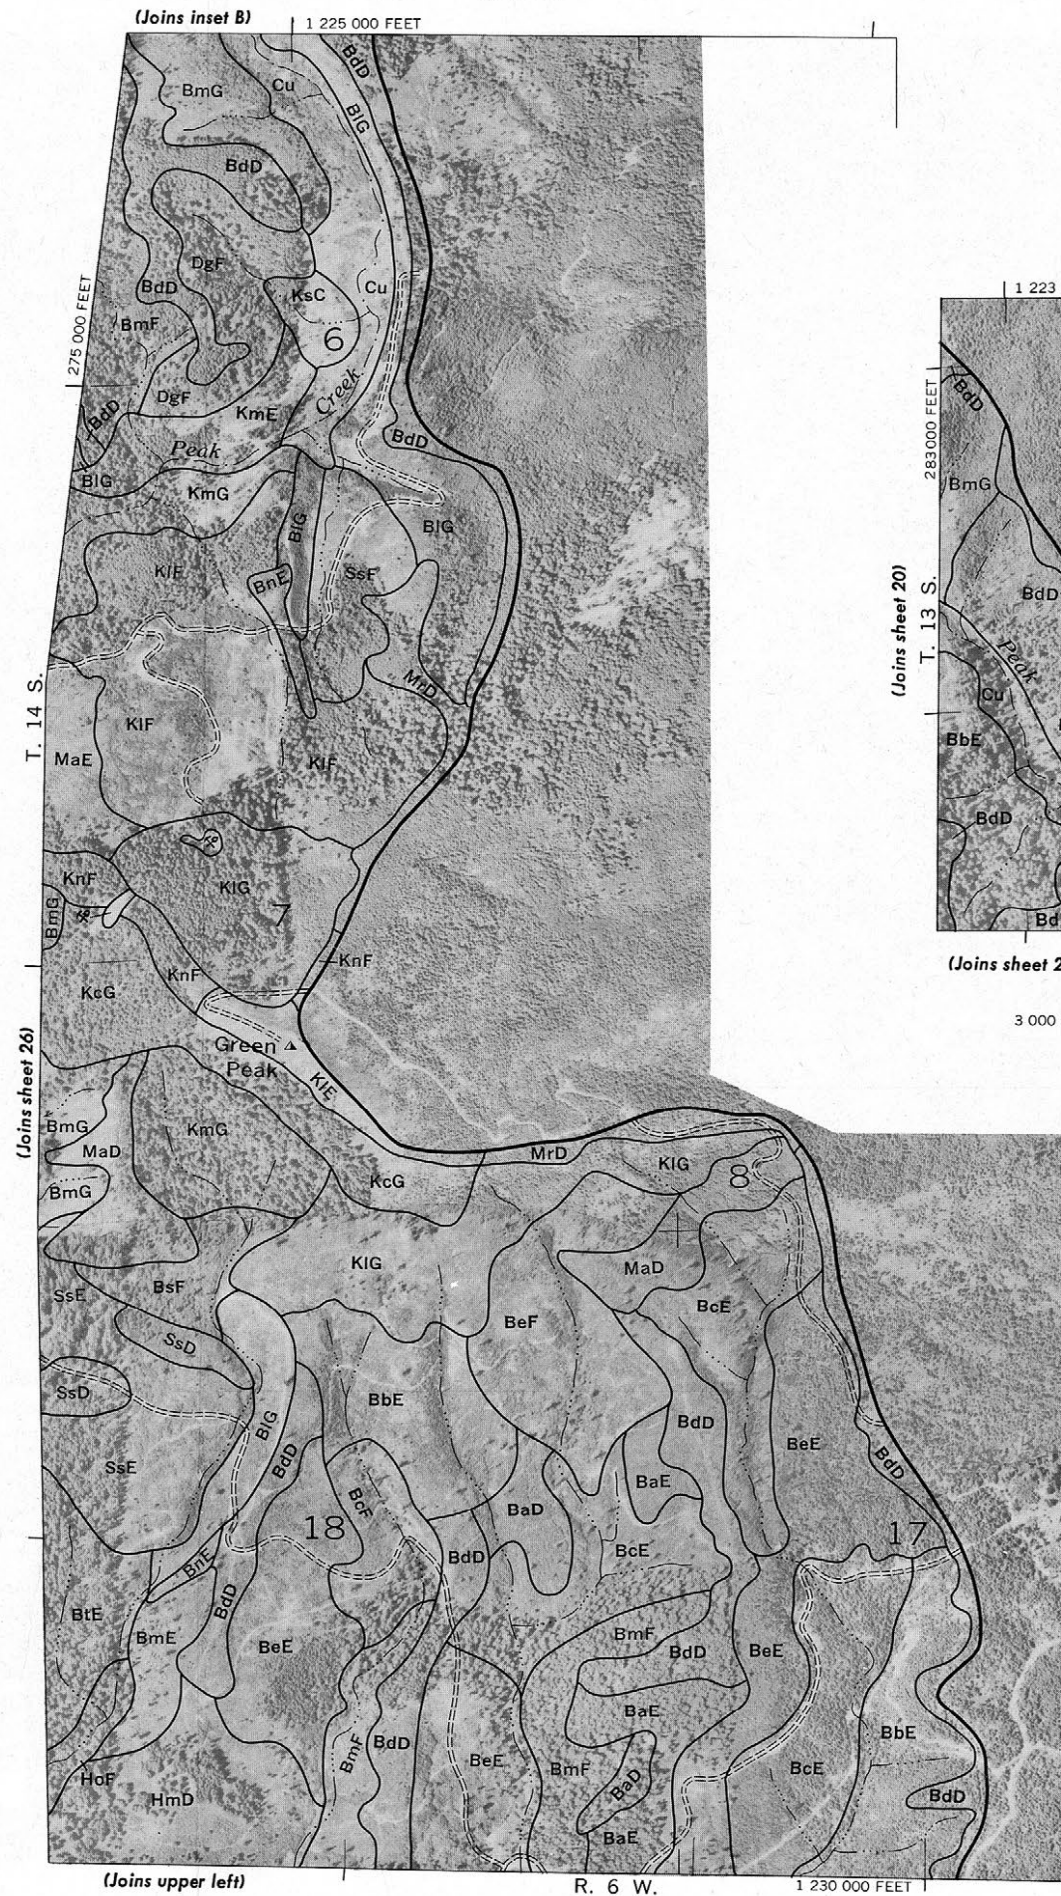 (Joins inset B)
1 225 000 FEET
BdD
BmG
Cu
BlG
BdD
DgF
BdD
KsC
Cu
1 223
BmF
6
275 000 FEET
Creek
DgF
KmE
BdD
BdD
BdD
283 000 FEET
Peak
BlG
KmG
BmG
BlG
BlG
KlF
BnE
SsF
BdD
(Joins sheet 20)
T. 13 S.
Peak
MrD
Cu
T. 14 S.
KlF
BbE
MaE
KlF
BdD
KnF
KlG
BmG
7
Bd
KnF
KnF
(Joins sheet 2
KcG
3 000
Green
Peak
KlE
(Joins sheet 26)
BmG
KmG
MaD
MrD
KlG
8
KcG
BmG
KlG
MaD
SsE
BsF
BcE
BeF
SsD
SsD
BbE
BlG
BdD
BeE
BdD
BdD
SsE
BaE
BcF
BaD
18
17
BcE
BdD
BnE
BdD
BtE
BmE
BmF
BeE
BdD
BeE
BaE
BbE
BdD
BmF
BeE
BmF
BcE
HoF
BaD
BdD
HmD
BaE
(Joins upper left)
R. 6 W.
1 230 000 FEET